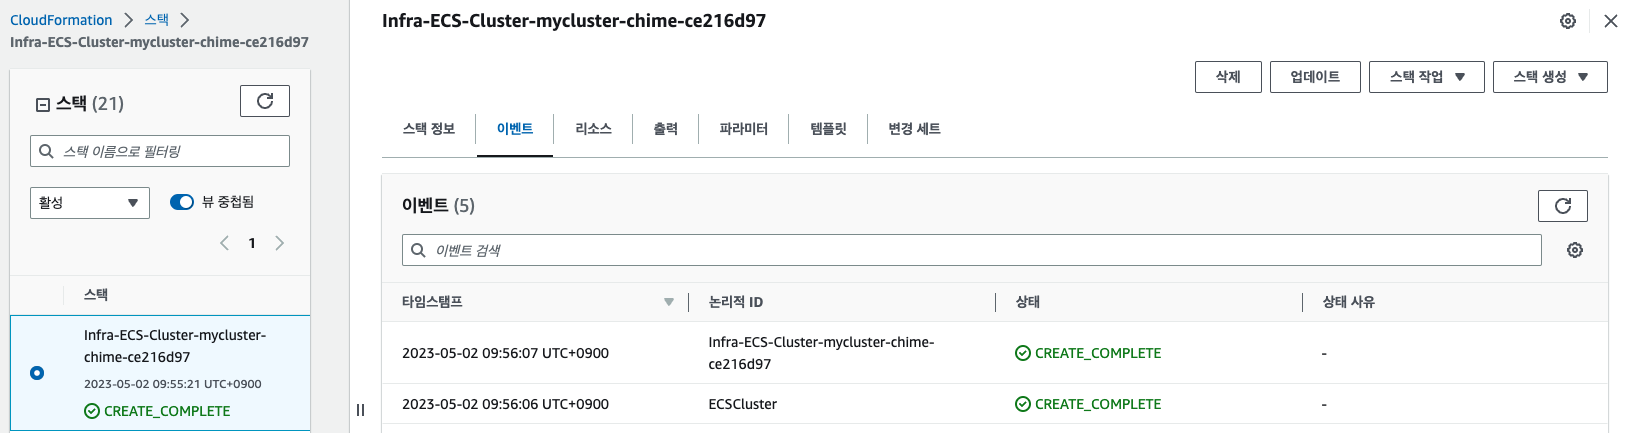 CloudFormation > 스택 >
Infra-ECS-Cluster-mycluster-chime-ce216d97
스택 (21)
스택 이름으로 필터링
활성
뷰 중첩됨
1
스택
Infra-ECS-Cluster-mycluster-
chime-ce216d97
2023-05-02 09:55:21 UTC+0900
CREATE_COMPLETE
Infra-ECS-Cluster-mycluster-chime-ce216d97
삭제 업데이트 스택 작업 스택 생성
스택 정보 이벤트 리소스 출력 파라미터 템플릿 변경 세트
이벤트 (5)
이벤트 검색
타임스탬프 논리적 ID 상태 상태 사유
2023-05-02 09:56:07 UTC+0900 Infra-ECS-Cluster-mycluster-chime- CREATE_COMPLETE -
ce216d97
2023-05-02 09:56:06 UTC+0900 ECSCluster CREATE_COMPLETE -